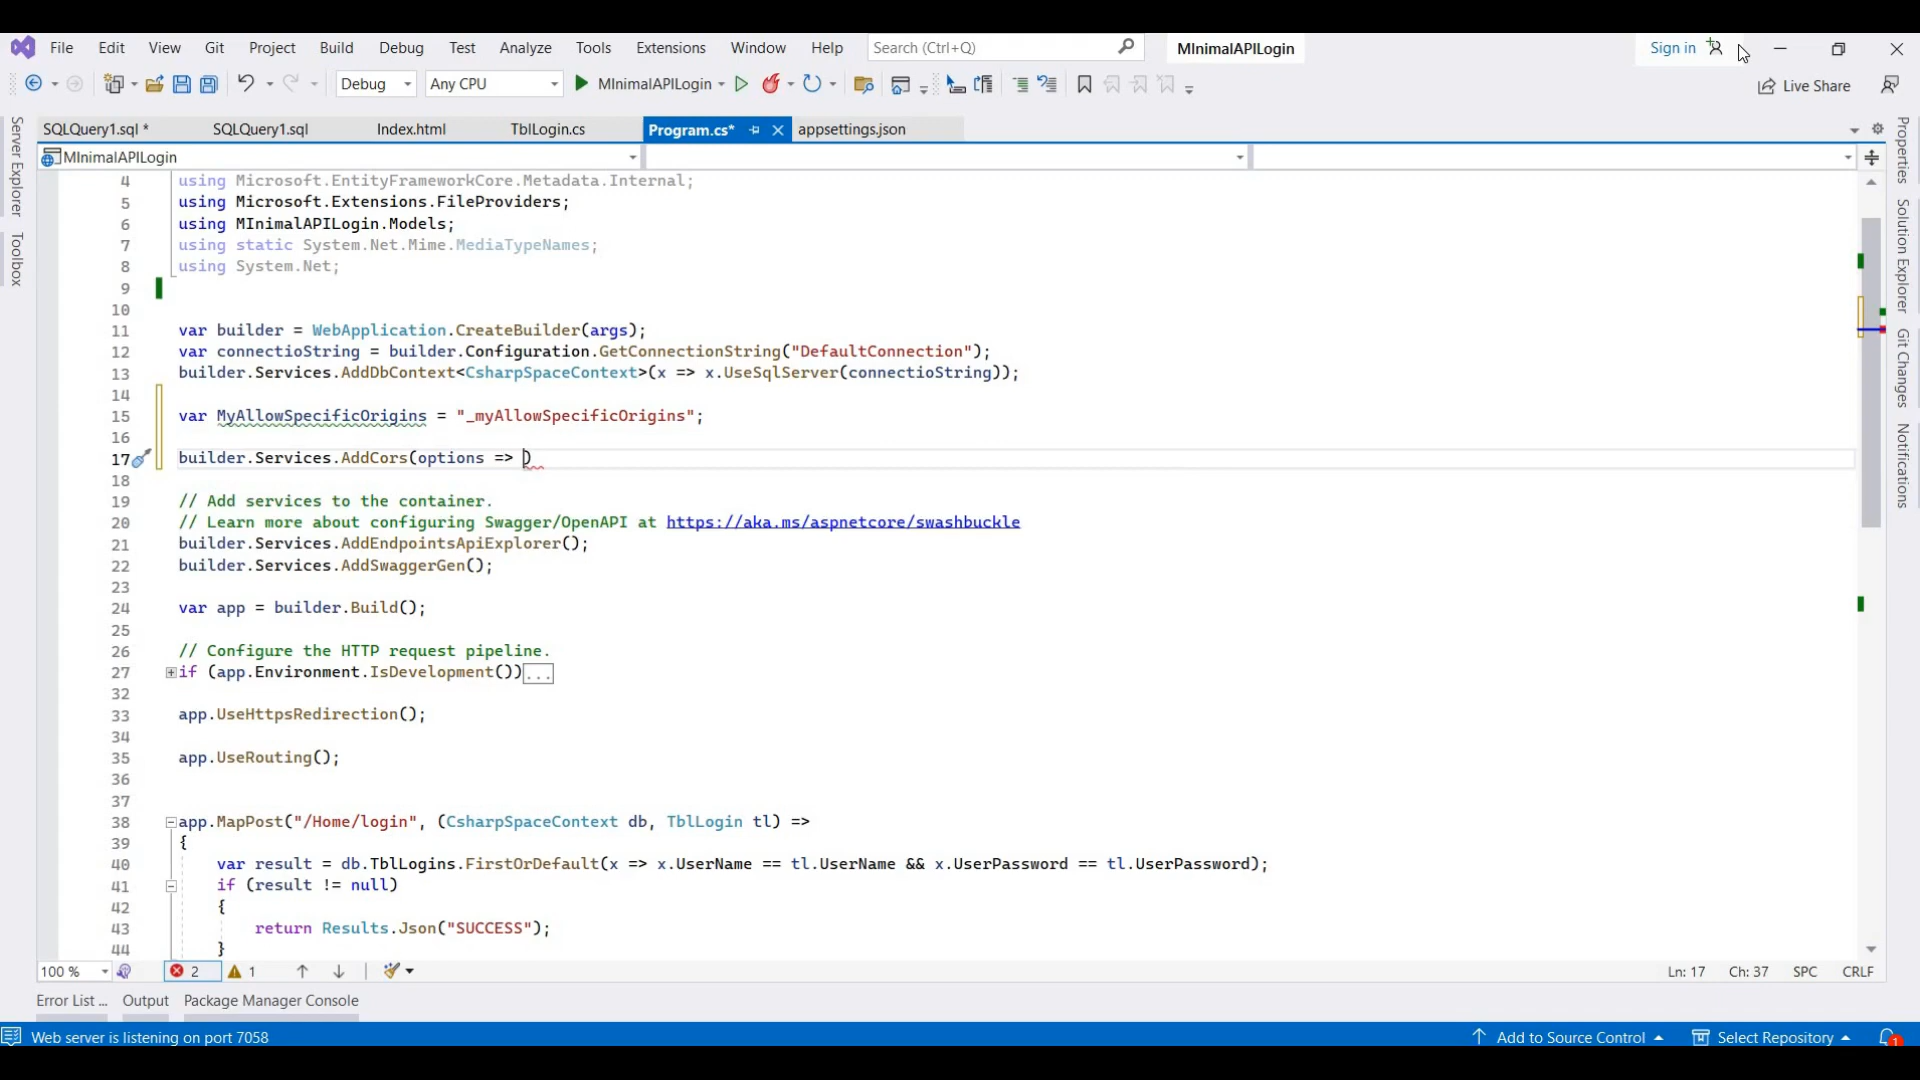 File Edit View Git Project Build Debug Test Analyze Tools Extensions Window Help Search (Ctrl+Q) MInimalAPILogin Sign in
Debug Any CPU MInimalAPILogin Live Share
SQLQuery1.sql * SQLQuery1.sql Index.html TblLogin.cs Program.cs* appsettings.json
MInimalAPILogin
Server Explorer
Toolbox
Properties
Solution Explorer
Git Changes
Notifications
4 using Microsoft.EntityFrameworkCore.Metadata.Internal;
5 using Microsoft.Extensions.FileProviders;
6 using MInimalAPILogin.Models;
7 using static System.Net.Mime.MediaTypeNames;
8 using System.Net;
9
10
11 var builder = WebApplication.CreateBuilder(args);
12 var connectioString = builder.Configuration.GetConnectionString("DefaultConnection");
13 builder.Services.AddDbContext<CsharpSpaceContext>(x => x.UseSqlServer(connectioString));
14
15 var MyAllowSpecificOrigins = "_myAllowSpecificOrigins";
16
17 builder.Services.AddCors(options => )
18
19 // Add services to the container.
20 // Learn more about configuring Swagger/OpenAPI at https://aka.ms/aspnetcore/swashbuckle
21 builder.Services.AddEndpointsApiExplorer();
22 builder.Services.AddSwaggerGen();
23
24 var app = builder.Build();
25
26 // Configure the HTTP request pipeline.
27 if (app.Environment.IsDevelopment())...
32
33 app.UseHttpsRedirection();
34
35 app.UseRouting();
36
37
38 app.MapPost("/Home/login", (CsharpSpaceContext db, TblLogin tl) =>
39 {
40 var result = db.TblLogins.FirstOrDefault(x => x.UserName == tl.UserName && x.UserPassword == tl.UserPassword);
41 if (result != null)
42 {
43 return Results.Json("SUCCESS");
44 }
100 % 2 1 Ln: 17 Ch: 37 SPC CRLF
Error List ... Output Package Manager Console
Web server is listening on port 7058 Add to Source Control Select Repository 1